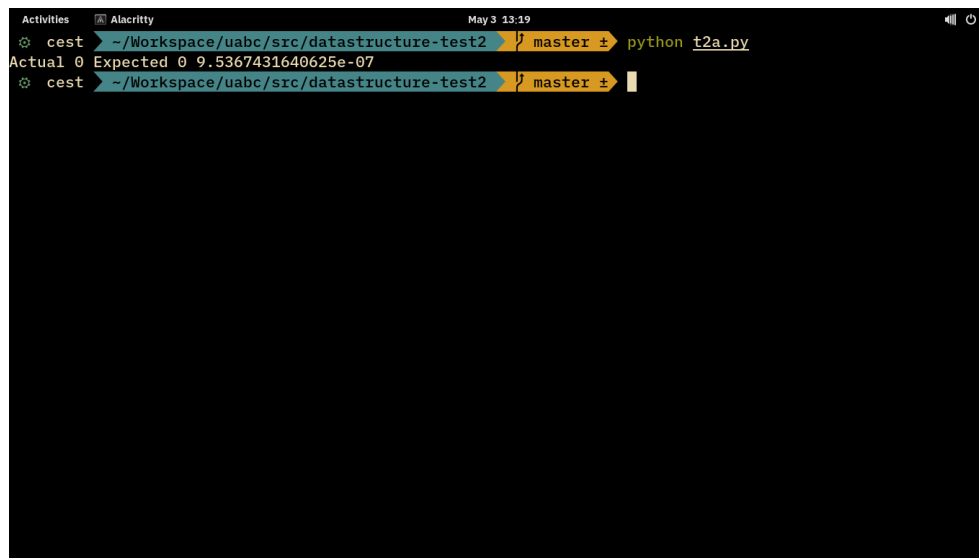 Activities Alacritty May 3 13:19
cest ~/Workspace/uabc/src/datastructure-test2 master ± python t2a.py
Actual 0 Expected 0 9.5367431640625e-07
cest ~/Workspace/uabc/src/datastructure-test2 master ±